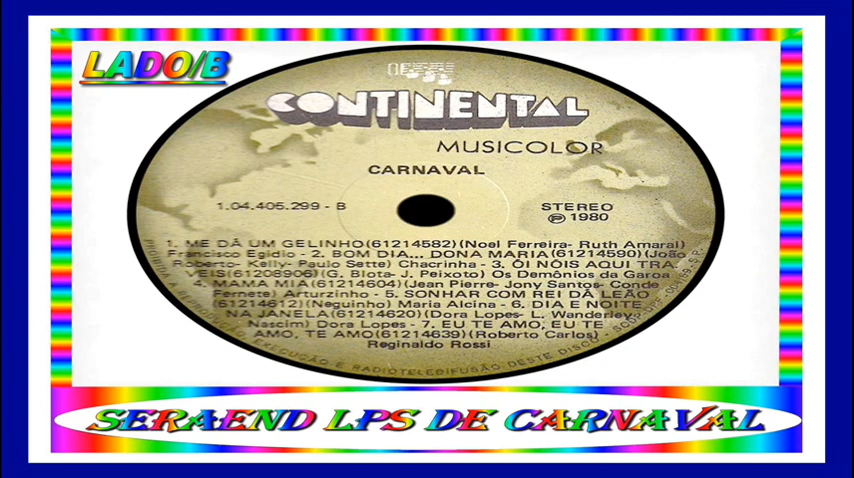 LADO/B
CONTINENTAL
MUSICOLOR
CARNAVAL
1.04.405.299 - B
STEREO
Ⓟ 1980
1. ME DÁ UM GELINHO(61214582)(Noel Ferreira- Ruth Amaral)
Francisco Egidio - 2. BOM DIA... DONA MARIA(61214590)(João
Roberto- Kelly- Paulo Sette) Chacrinha - 3. ÓI NÓIS AQUI TRA
VEIS(61208906)(G. Blota- J. Peixoto) Os Demônios da Garoa
4. MAMA MIA(61214604)(Jean Pierre- Jony Santos- Conde
Fernete) Arturzinho - 5. SONHAR COM REI DÁ LEÃO
(61214612)(Neguinho) Maria Alcina - 6. DIA E NOITE
NA JANELA(61214620)(Dora Lopes- L. Wanderley
Nascim) Dora Lopes - 7. EU TE AMO, EU TE
AMO, TE AMO(61214639)(Roberto Carlos)
Reginaldo Rossi
PROIBIDA A REPRODUÇÃO, EXECUÇÃO E RADIOTELEDIFUSÃO DESTE DISCO
SERAEND LPS DE CARNAVAL